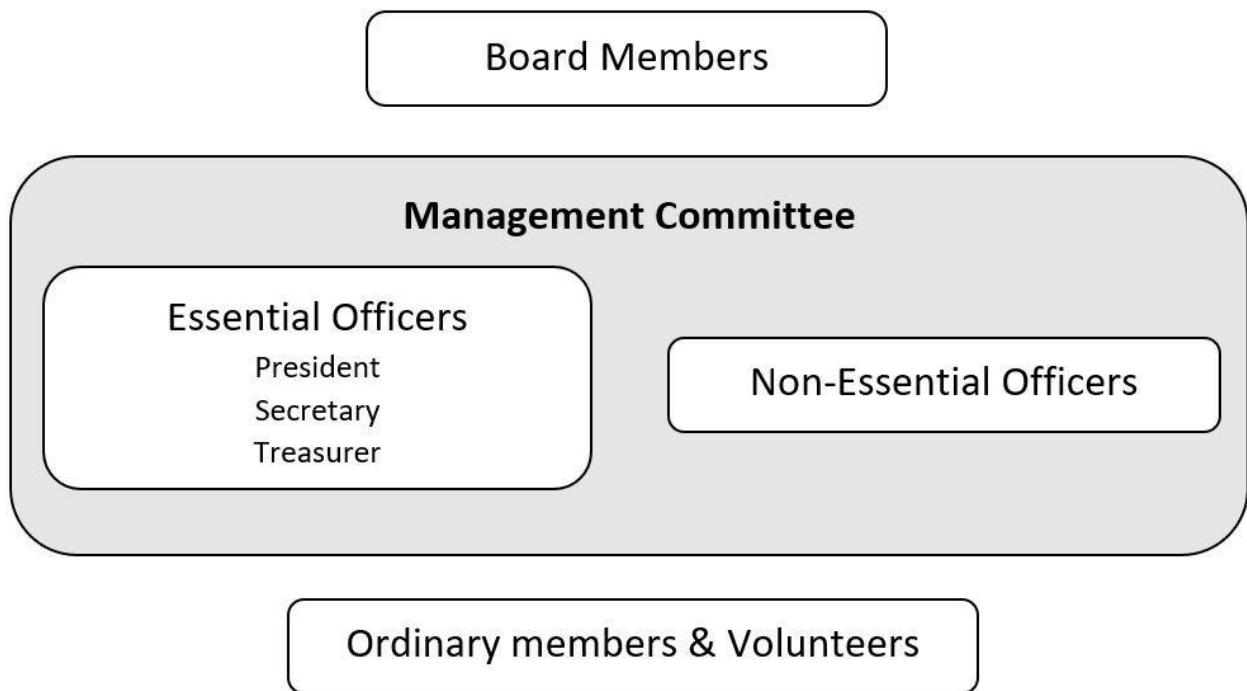 Board Members
Management Committee
Essential Officers
President
Secretary
Treasurer
Non-Essential Officers
Ordinary members & Volunteers